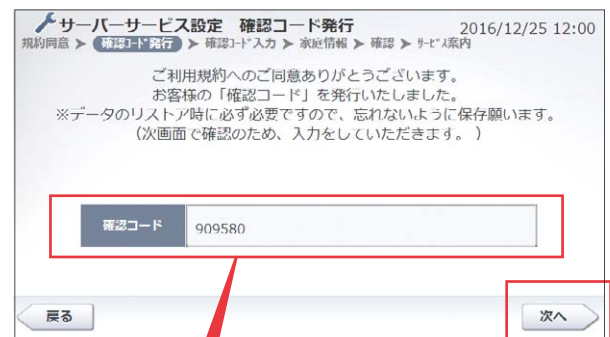 サーバーサービス設定 確認コード発行 2016/12/25 12:00
規約同意 ➤ 確認ｺｰﾄﾞ発行 ➤ 確認ｺｰﾄﾞ入力 ➤ 家庭情報 ➤ 確認 ➤ ｻｰﾋﾞｽ案内
ご利用規約へのご同意ありがとうございます。
お客様の「確認コード」を発行いたしました。
※データのリストア時に必ず必要ですので、忘れないように保存願います。
（次画面で確認のため、入力をしていただきます。）
確認コード 909580
戻る 次へ